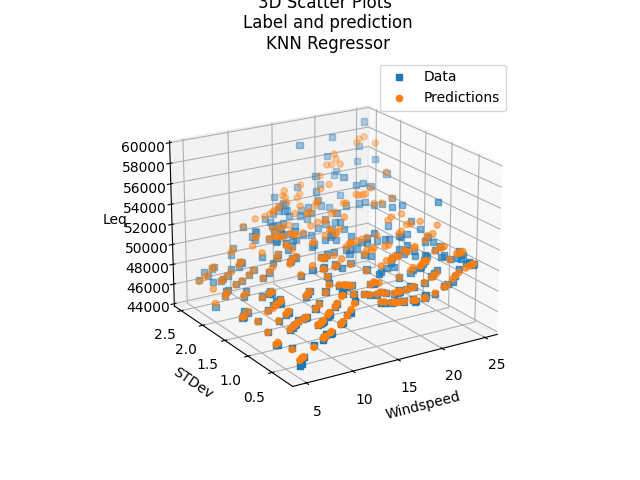 3D Scatter Plots
Label and prediction
KNN Regressor
Data
Predictions
60000
58000
56000
54000
Leq
52000
50000
48000
46000
44000
2.5
2.0
1.5
1.0
0.5
STDev
5
10
15
20
25
Windspeed